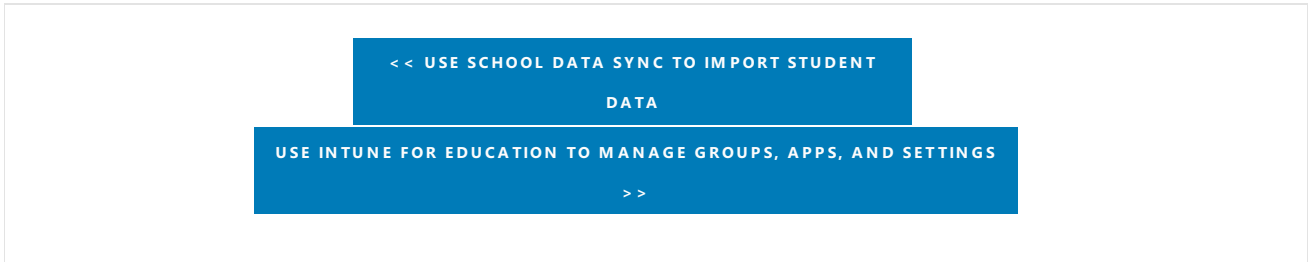 << USE SCHOOL DATA SYNC TO IMPORT STUDENT
DATA
USE INTUNE FOR EDUCATION TO MANAGE GROUPS, APPS, AND SETTINGS
>>